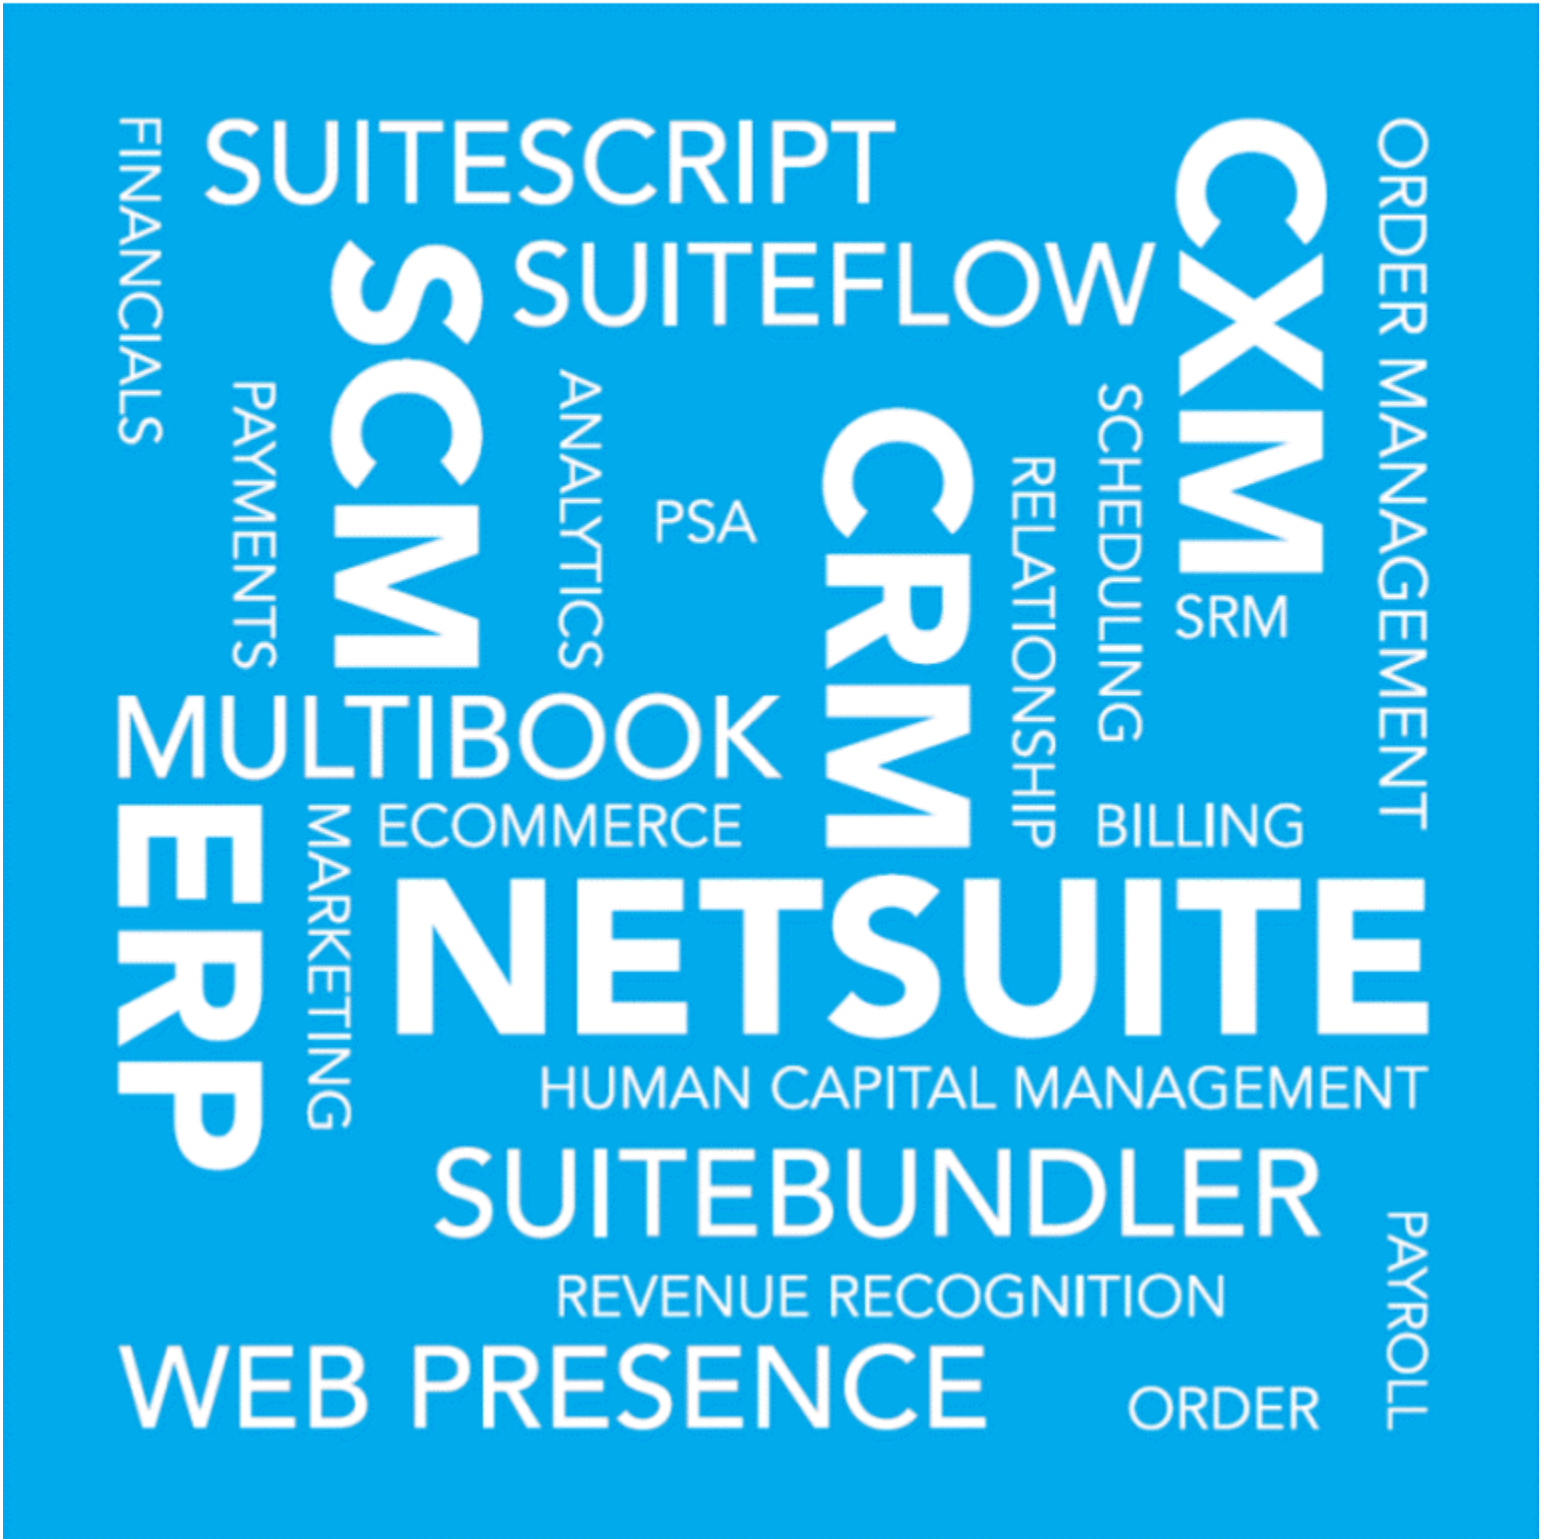 FINANCIALS
SUITESCRIPT
CXM
ORDER MANAGEMENT
SCM
SUITEFLOW
PAYMENTS
ANALYTICS
PSA
CRM
RELATIONSHIP
SCHEDULING
SRM
MULTIBOOK
ERP
MARKETING
ECOMMERCE
BILLING
NETSUITE
HUMAN CAPITAL MANAGEMENT
SUITEBUNDLER
REVENUE RECOGNITION
PAYROLL
WEB PRESENCE
ORDER